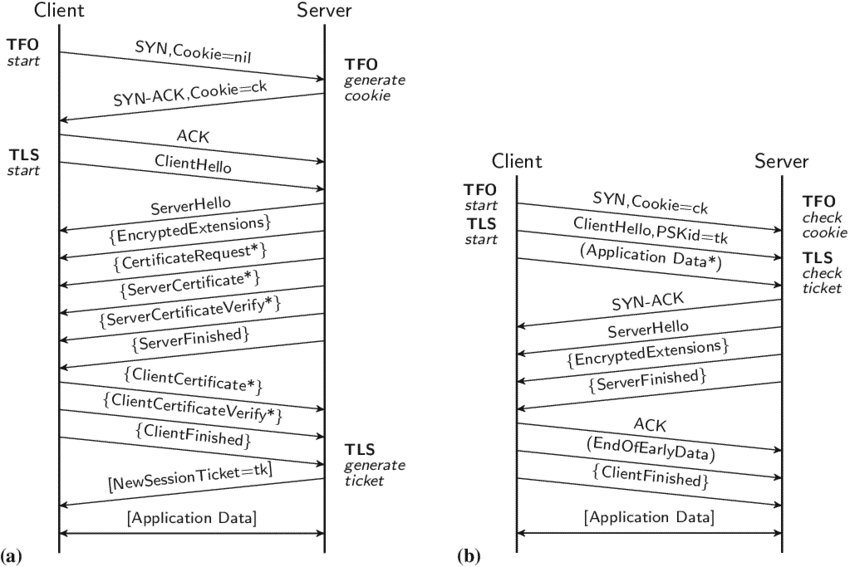 Client Server
TFO
start
SYN,Cookie=nil
TFO
generate
cookie
SYN-ACK,Cookie=ck
ACK
TLS
start
ClientHello
ServerHello
{EncryptedExtensions}
{CertificateRequest*}
{ServerCertificate*}
{ServerCertificateVerify*}
{ServerFinished}
{ClientCertificate*}
{ClientCertificateVerify*}
{ClientFinished}
TLS
generate
ticket
[NewSessionTicket=tk]
[Application Data]
(a)
Client Server
TFO
start
SYN,Cookie=ck
TFO
check
cookie
TLS
start
ClientHello,PSKid=tk
(Application Data*)
TLS
check
ticket
SYN-ACK
ServerHello
{EncryptedExtensions}
{ServerFinished}
ACK
(EndOfEarlyData)
{ClientFinished}
[Application Data]
(b)